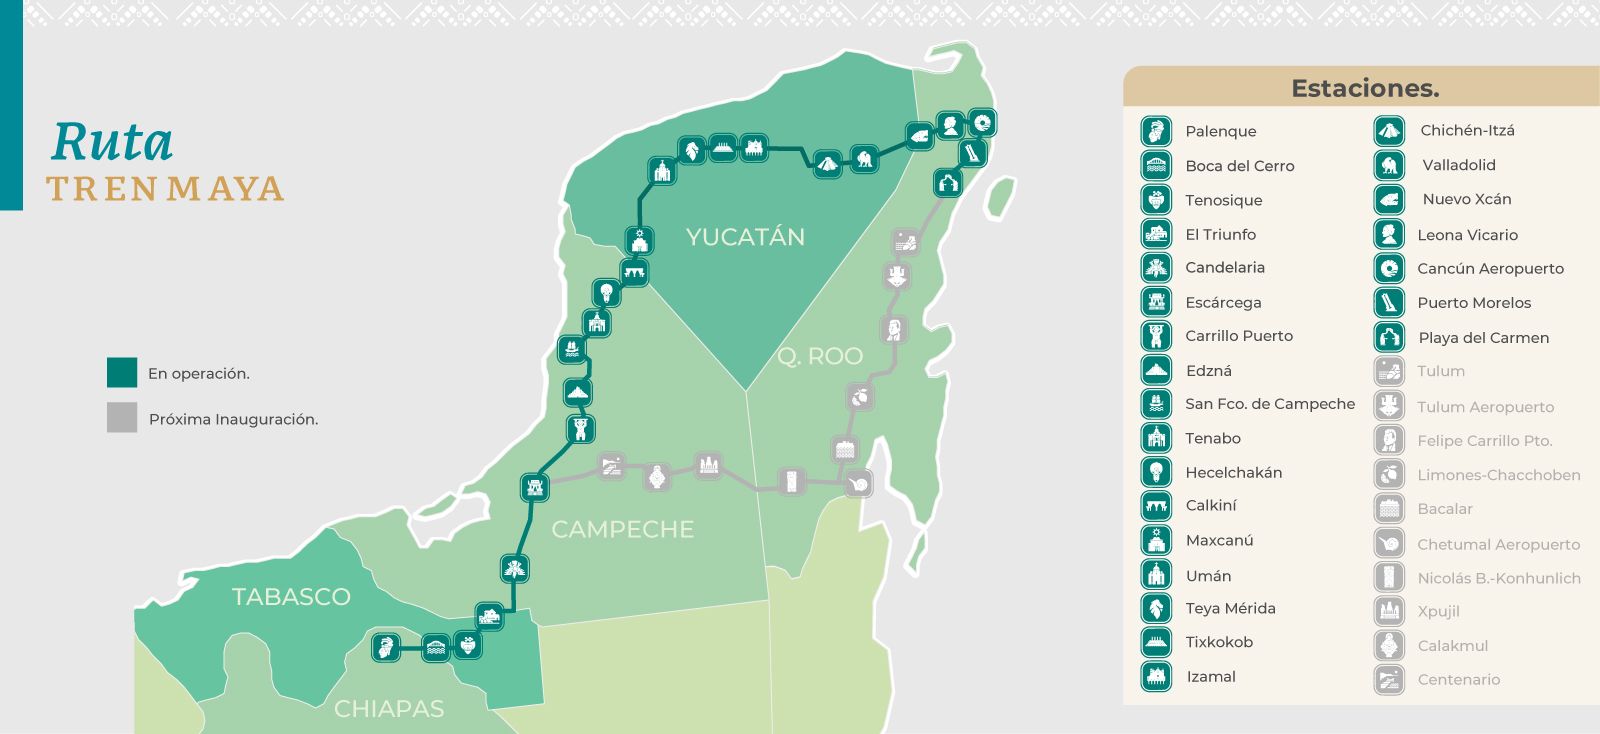 Ruta
TREN MAYA
En operación.
Próxima Inauguración.
YUCATÁN
Q. ROO
CAMPECHE
TABASCO
CHIAPAS
Estaciones.
Palenque
Boca del Cerro
Tenosique
El Triunfo
Candelaria
Escárcega
Carrillo Puerto
Edzná
San Fco. de Campeche
Tenabo
Hecelchakán
Calkiní
Maxcanú
Umán
Teya Mérida
Tixkokob
Izamal
Chichén-Itzá
Valladolid
Nuevo Xcán
Leona Vicario
Cancún Aeropuerto
Puerto Morelos
Playa del Carmen
Tulum
Tulum Aeropuerto
Felipe Carrillo Pto.
Limones-Chacchoben
Bacalar
Chetumal Aeropuerto
Nicolás B.-Konhunlich
Xpujil
Calakmul
Centenario